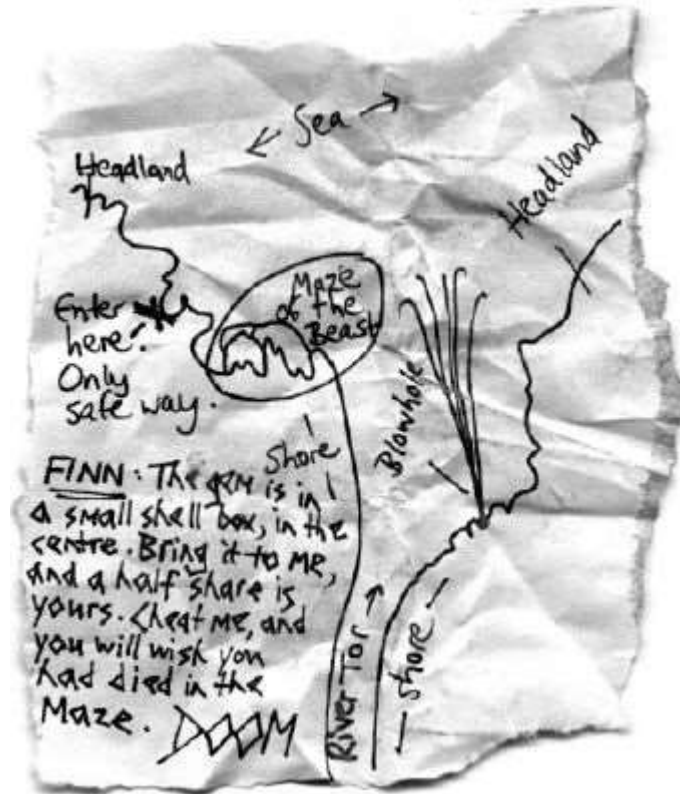 Sea
Headland
Headland
Maze
of the
Beast
Enter
here!
Only
safe way.
Blowhole
Shore
FINN: The gem is in
a small shell box, in the
centre. Bring it to me,
and a half share is
yours. Cheat me, and
you will wish you
had died in the
Maze. DOOM
River Tor
Shore